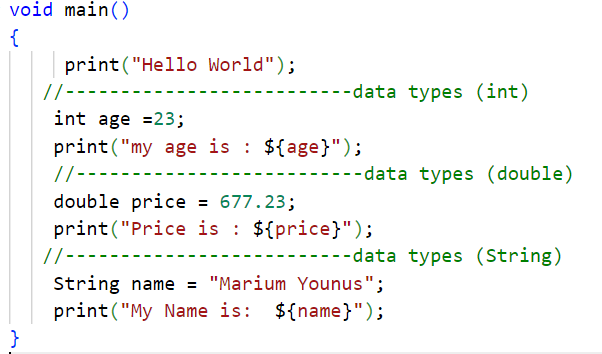 void main()
{
print("Hello World");
//--------------------------data types (int)
int age =23;
print("my age is : ${age}");
//--------------------------data types (double)
double price = 677.23;
print("Price is : ${price}");
//--------------------------data types (String)
String name = "Marium Younus";
print("My Name is:  ${name}");
}